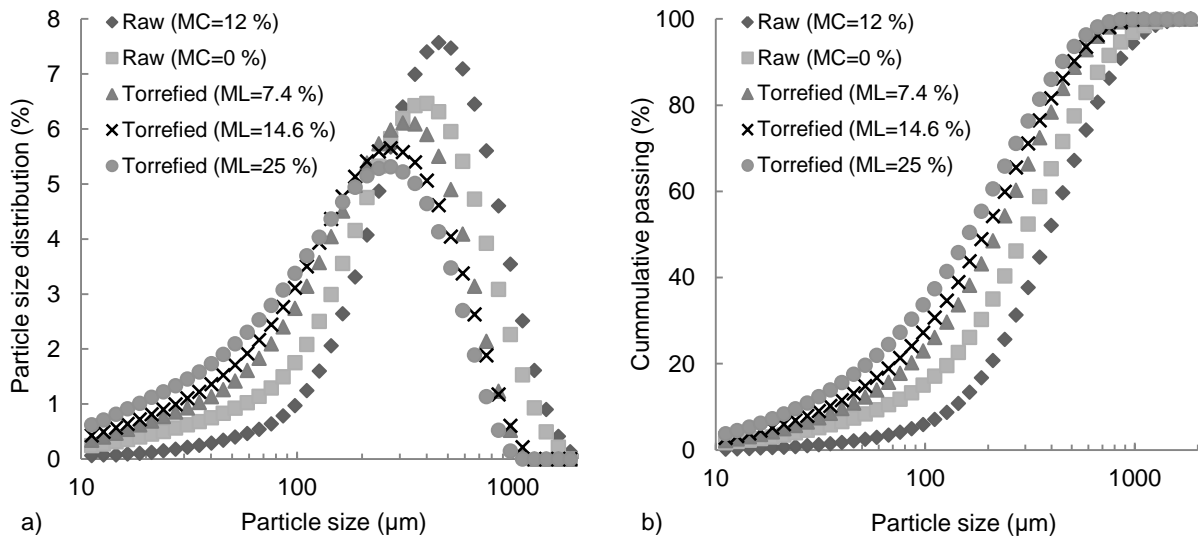 8
7
6
5
4
3
2
1
0
Particle size distribution (%)
Raw (MC=12 %)
Raw (MC=0 %)
Torrefied (ML=7.4 %)
Torrefied (ML=14.6 %)
Torrefied (ML=25 %)
10
100
1000
a)
Particle size (µm)
100
80
60
40
20
0
Cummulative passing (%)
Raw (MC=12 %)
Raw (MC=0 %)
Torrefied (ML=7.4 %)
Torrefied (ML=14.6 %)
Torrefied (ML=25 %)
10
100
1000
b)
Particle size (µm)